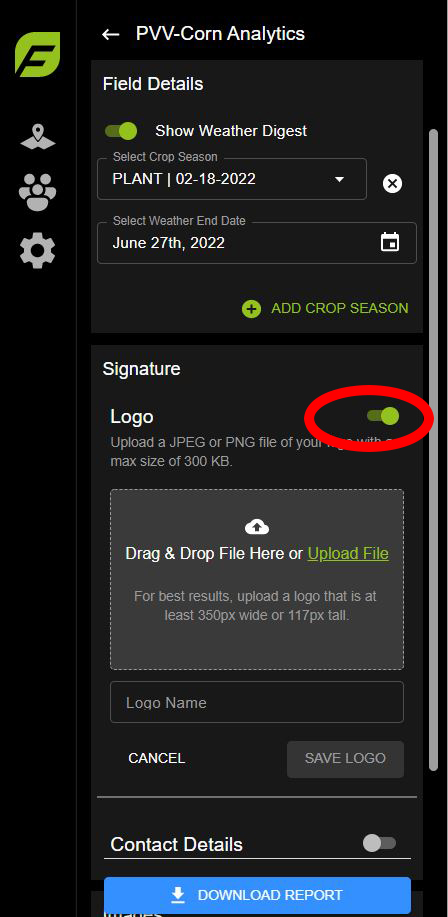 PVV-Corn Analytics
Field Details
Show Weather Digest
Select Crop Season
PLANT | 02-18-2022
Select Weather End Date
June 27th, 2022
ADD CROP SEASON
Signature
Logo
Upload a JPEG or PNG file of your logo with a
max size of 300 KB.
Drag & Drop File Here or Upload File
For best results, upload a logo that is at
least 350px wide or 117px tall.
Logo Name
CANCEL
SAVE LOGO
Contact Details
DOWNLOAD REPORT
Images